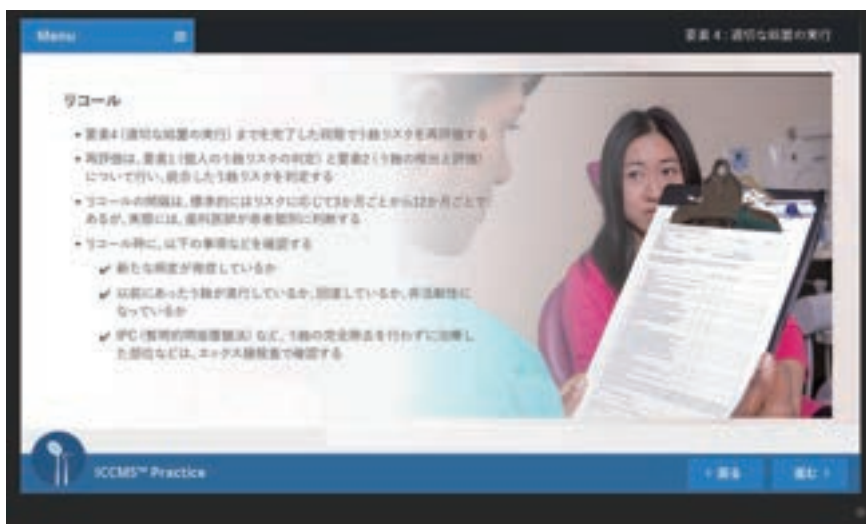 Menu
要素 4 : 適切な処置の実行
リコール
• 要素4(適切な処置の実行)までを完了した段階でう蝕リスクを再評価する
• 再評価は、要素1(個人のう蝕リスクの判定)と要素2(う蝕の検出と評価)
について行い、統合したう蝕リスクを判定する
• リコールの間隔は、標準的にはリスクに応じて3か月ごとから12か月ごとで
あるが、実際には、歯科医師が患者個別に判断する
• リコール時に、以下の事項などを確認する
✔ 新たな病変が発症しているか
✔ 以前にあったう蝕が進行しているか、回復しているか、非活動性に
なっているか
✔ IPC(暫間的間接覆髄法)など、う蝕の完全除去を行わずに治療し
た部位などは、エックス線検査で確認する
ICCMS™ Practice
戻る
進む